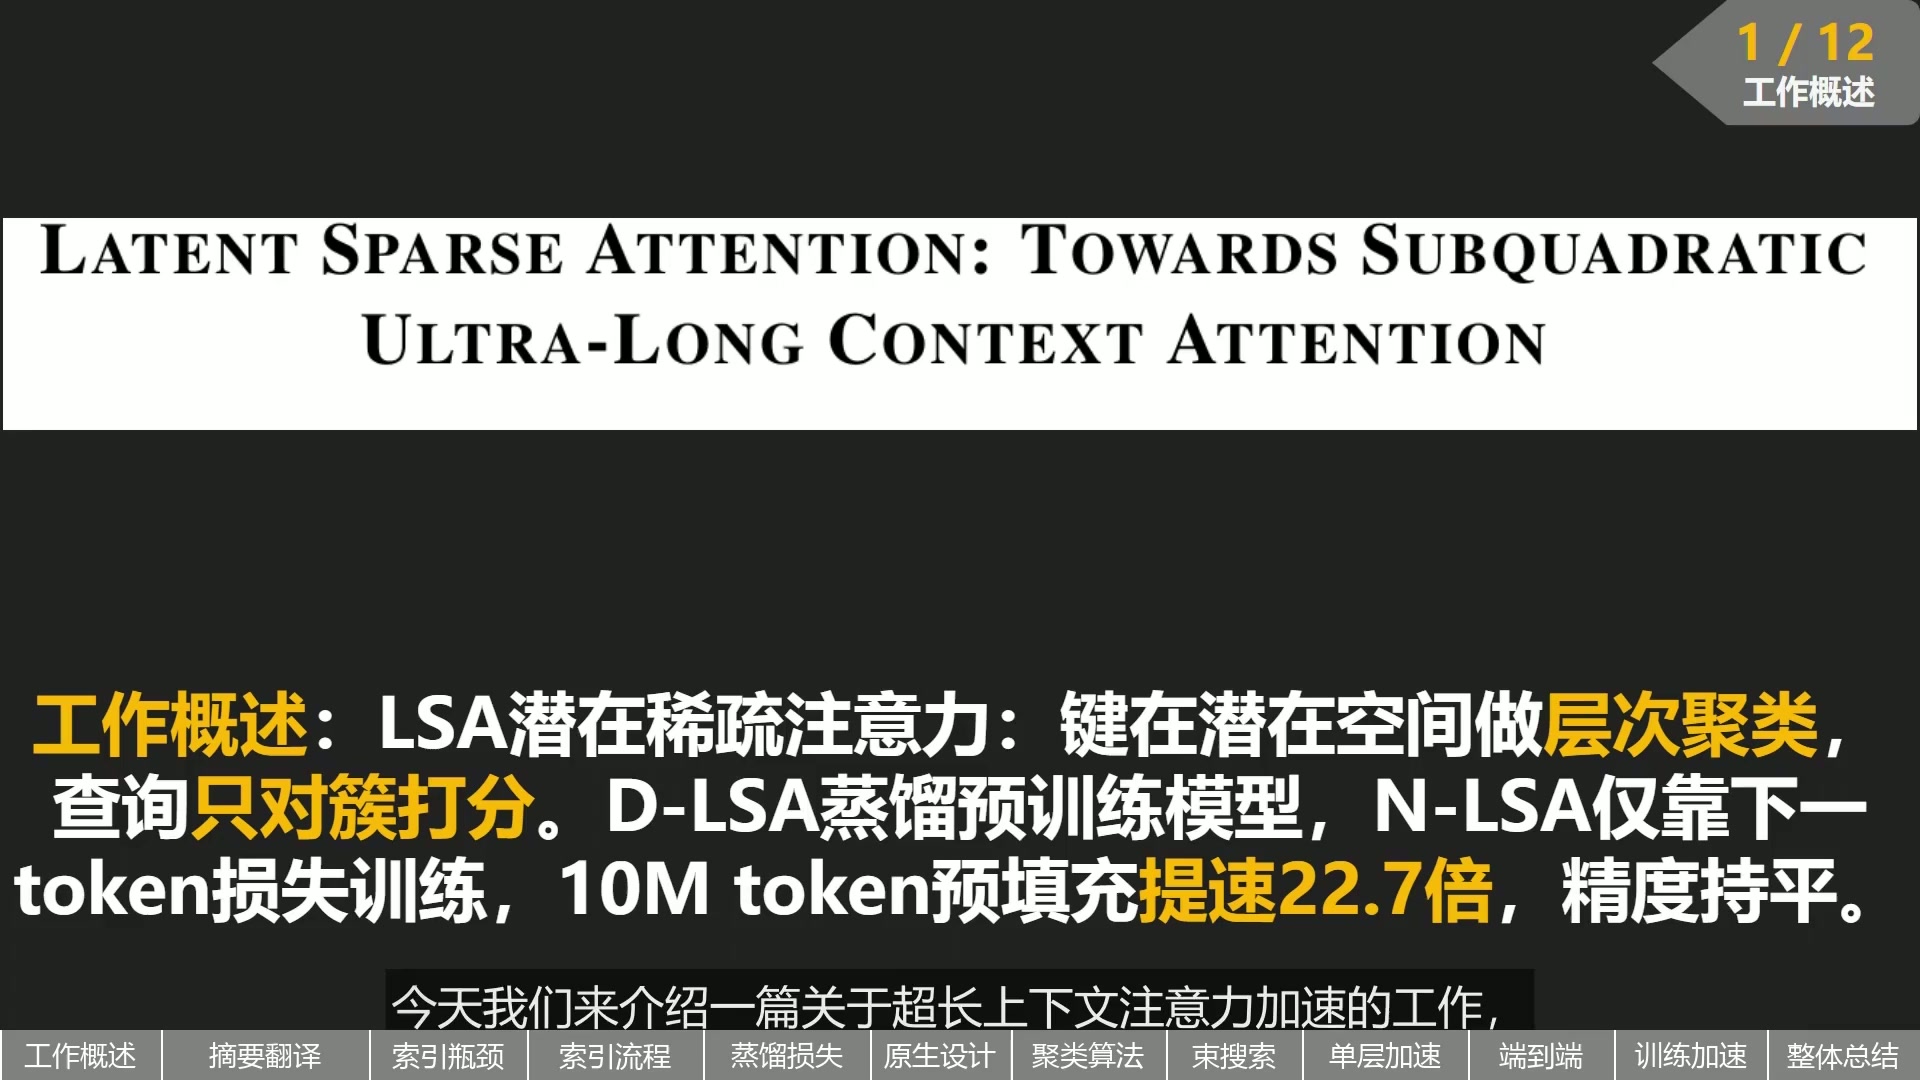 1 / 12
工作概述
LATENT SPARSE ATTENTION: TOWARDS SUBQUADRATIC
ULTRA-LONG CONTEXT ATTENTION
工作概述：LSA潜在稀疏注意力：键在潜在空间做层次聚类，
查询只对簇打分。D-LSA蒸馏预训练模型，N-LSA仅靠下一
token损失训练，10M token预填充提速22.7倍，精度持平。
今天我们来介绍一篇关于超长上下文注意力加速的工作，
工作概述 摘要翻译 索引瓶颈 索引流程 蒸馏损失 原生设计 聚类算法 束搜索 单层加速 端到端 训练加速 整体总结